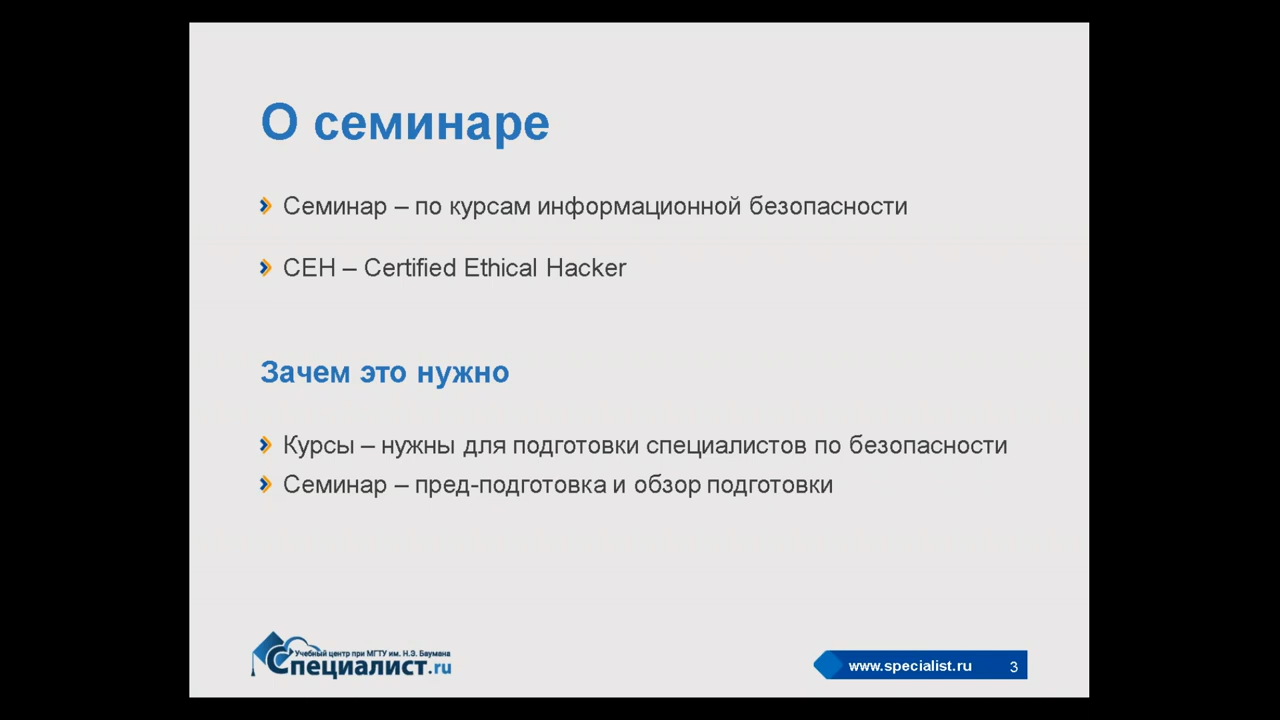 О семинаре
Семинар – по курсам информационной безопасности
CEH – Certified Ethical Hacker
Зачем это нужно
Курсы – нужны для подготовки специалистов по безопасности
Семинар – пред-подготовка и обзор подготовки
Учебный центр при МГТУ им. Н.Э. Баумана
Специалист.ru
www.specialist.ru 3